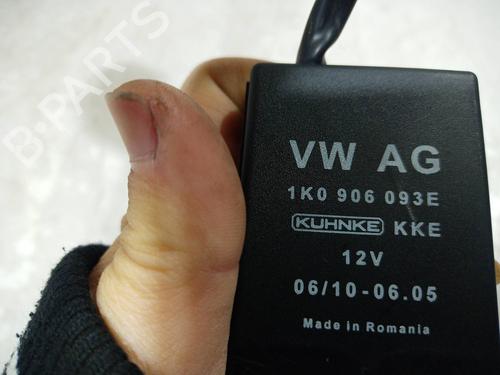 B-PARTS
VW AG
1K0 906 093E
KUHNKE KKE
12V
06/10-06.05
Made in Romania